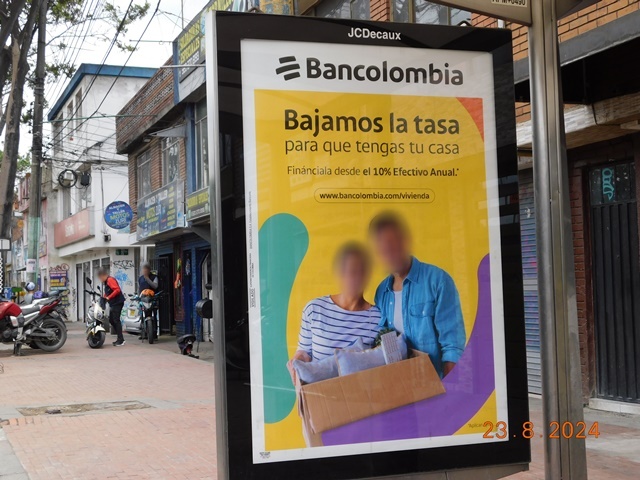 JCDecaux
Bancolombia
Bajamos la tasa
para que tengas tu casa
Finánciala desde el 10% Efectivo Anual.*
www.bancolombia.com/vivienda
23.8.2024